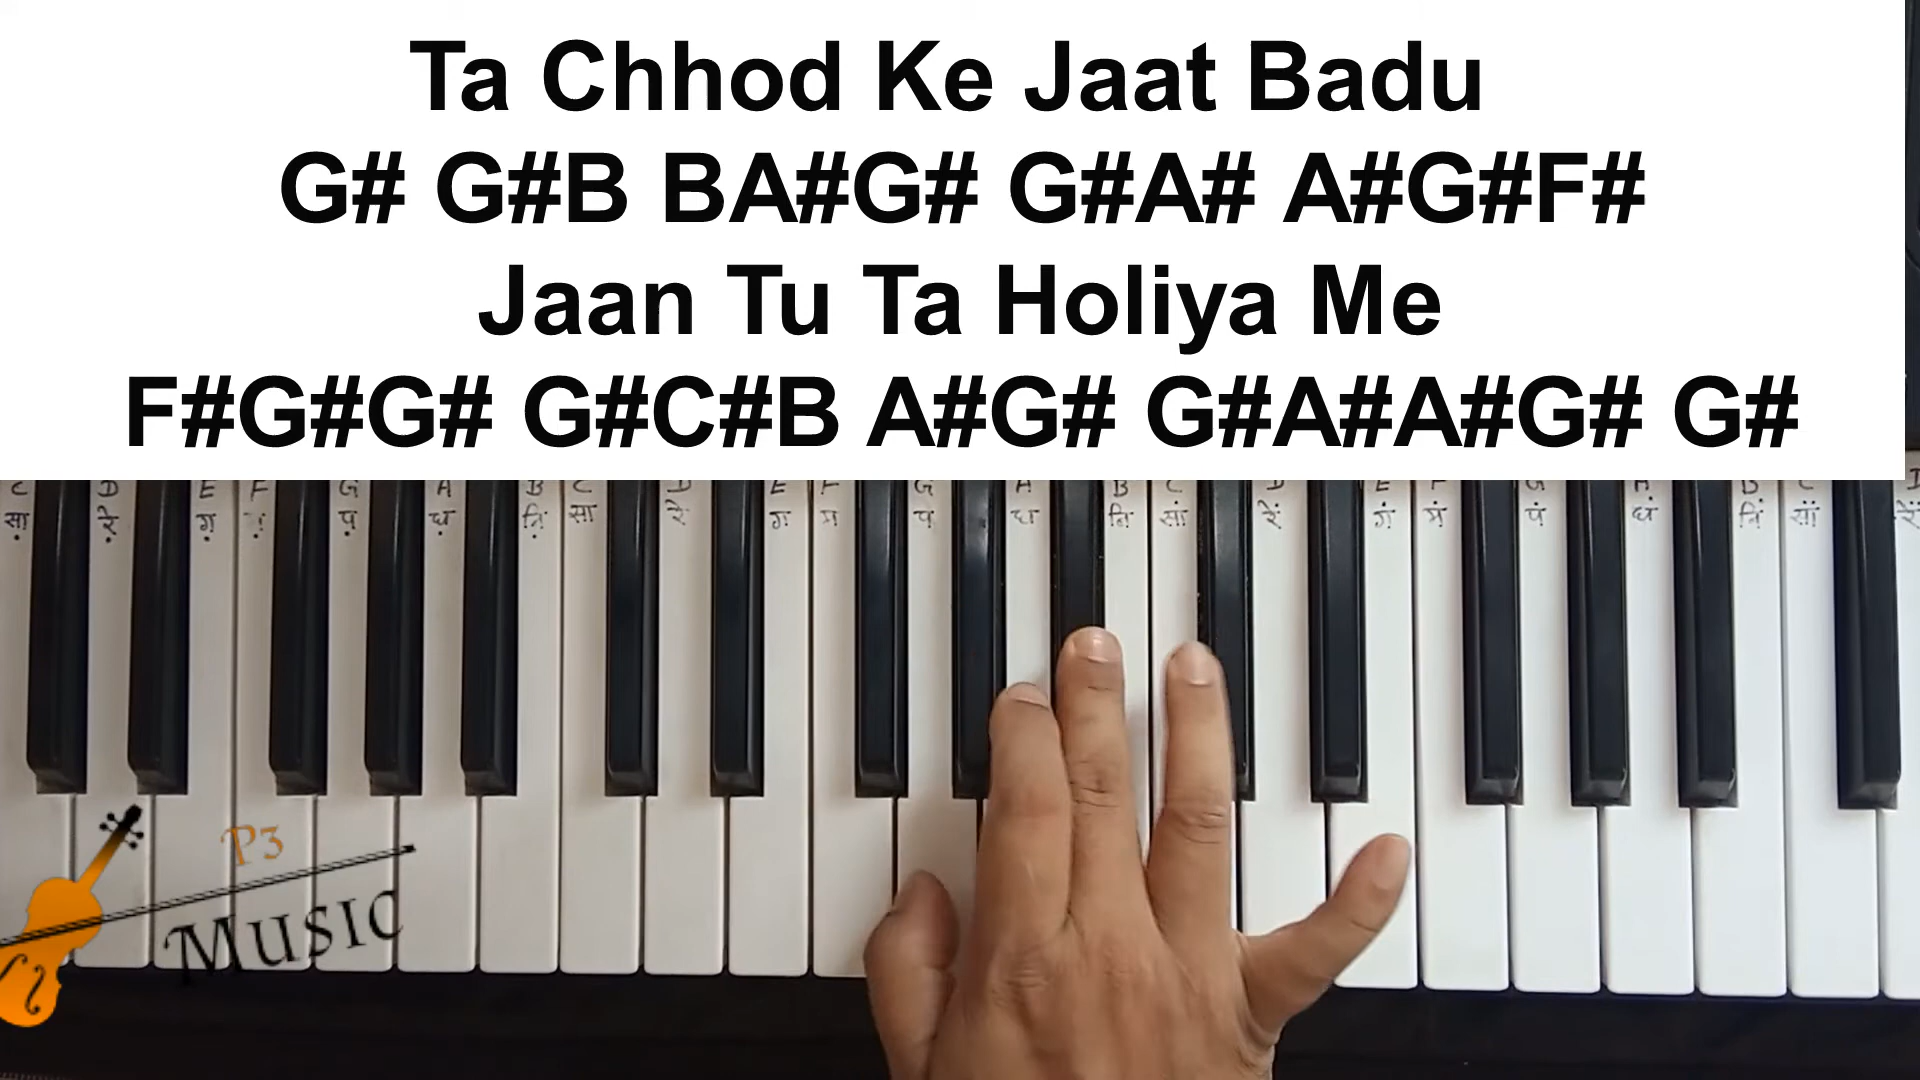 Ta Chhod Ke Jaat Badu
G# G#B BA#G# G#A# A#G#F#
Jaan Tu Ta Holiya Me
F#G#G# G#C#B A#G# G#A#A#G# G#
E G B C E G B C E
सा रे ग प ध नि सा रे ग म प ध नि सां रें गं मं पं धं निं सां
P3
MUSIC